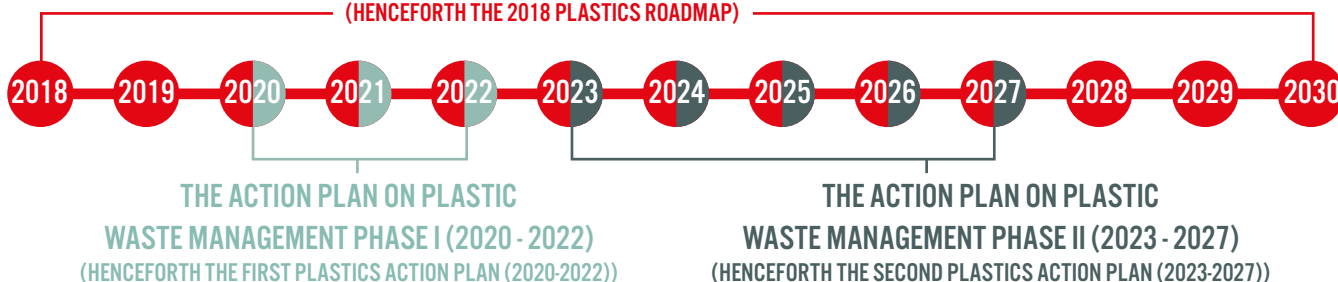 (HENCEFORTH THE 2018 PLASTICS ROADMAP)
2018 2019 2020 2021 2022 2023 2024 2025 2026 2027 2028 2029 2030
THE ACTION PLAN ON PLASTIC
WASTE MANAGEMENT PHASE I (2020 - 2022)
(HENCEFORTH THE FIRST PLASTICS ACTION PLAN (2020-2022))
THE ACTION PLAN ON PLASTIC
WASTE MANAGEMENT PHASE II (2023 - 2027)
(HENCEFORTH THE SECOND PLASTICS ACTION PLAN (2023-2027))